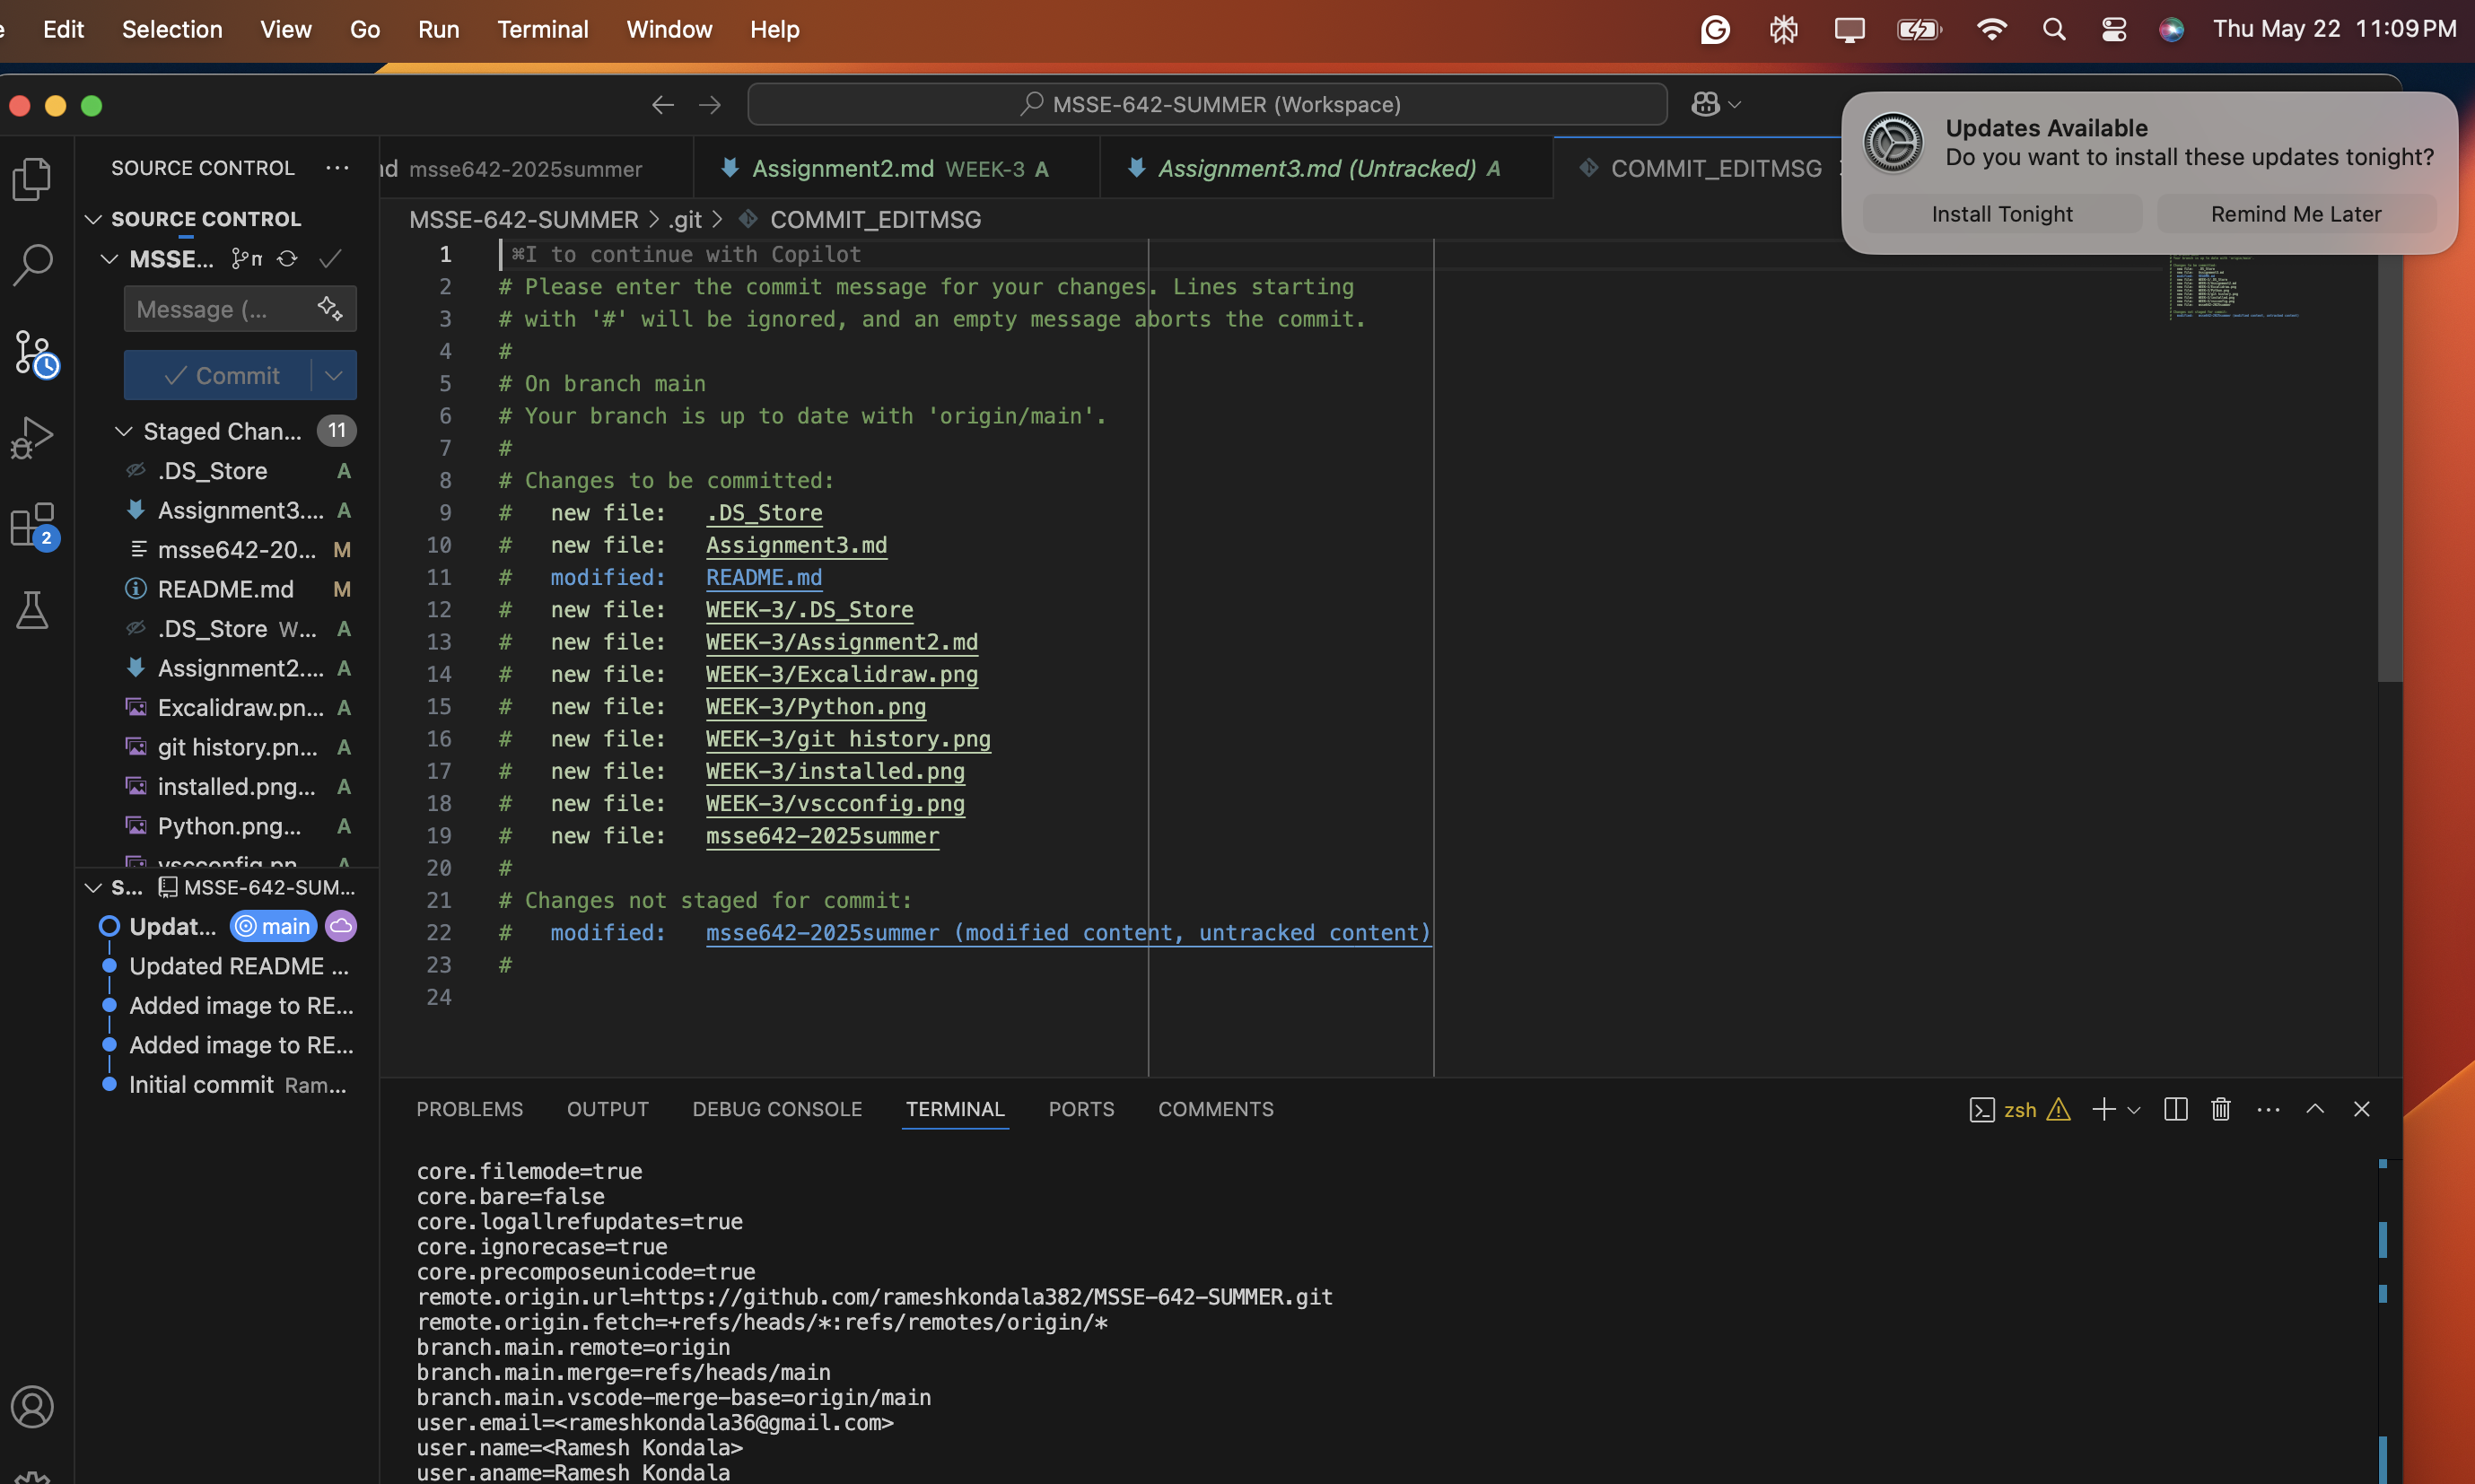 Edit Selection View Go Run Terminal Window Help
Thu May 22 11:09 PM
MSSE-642-SUMMER (Workspace)
Updates Available
Do you want to install these updates tonight?
Install Tonight
Remind Me Later
SOURCE CONTROL
msse642-2025summer
Assignment2.md WEEK-3 A
Assignment3.md (Untracked) A
COMMIT_EDITMSG
SOURCE CONTROL
MSSE...
Message (...
Commit
Staged Chan... 11
.DS_Store A
Assignment3.... A
msse642-20... M
README.md M
.DS_Store W... A
Assignment2.... A
Excalidraw.pn... A
git history.pn... A
installed.png... A
Python.png... A
vscconfig.pn A
2
S... MSSE-642-SUM...
Updat... main
Updated README ...
Added image to RE...
Added image to RE...
Initial commit Ram...
MSSE-642-SUMMER > .git > COMMIT_EDITMSG
1 ⌘I to continue with Copilot
2 # Please enter the commit message for your changes. Lines starting
3 # with '#' will be ignored, and an empty message aborts the commit.
4 #
5 # On branch main
6 # Your branch is up to date with 'origin/main'.
7 #
8 # Changes to be committed:
9 # new file: .DS_Store
10 # new file: Assignment3.md
11 # modified: README.md
12 # new file: WEEK-3/.DS_Store
13 # new file: WEEK-3/Assignment2.md
14 # new file: WEEK-3/Excalidraw.png
15 # new file: WEEK-3/Python.png
16 # new file: WEEK-3/git history.png
17 # new file: WEEK-3/installed.png
18 # new file: WEEK-3/vscconfig.png
19 # new file: msse642-2025summer
20 #
21 # Changes not staged for commit:
22 # modified: msse642-2025summer (modified content, untracked content)
23 #
24
PROBLEMS OUTPUT DEBUG CONSOLE TERMINAL PORTS COMMENTS
zsh
core.filemode=true
core.bare=false
core.logallrefupdates=true
core.ignorecase=true
core.precomposeunicode=true
remote.origin.url=https://github.com/rameshkondala382/MSSE-642-SUMMER.git
remote.origin.fetch=+refs/heads/*:refs/remotes/origin/*
branch.main.remote=origin
branch.main.merge=refs/heads/main
branch.main.vscode-merge-base=origin/main
user.email=<rameshkondala36@gmail.com>
user.name=<Ramesh Kondala>
user.aname=Ramesh Kondala